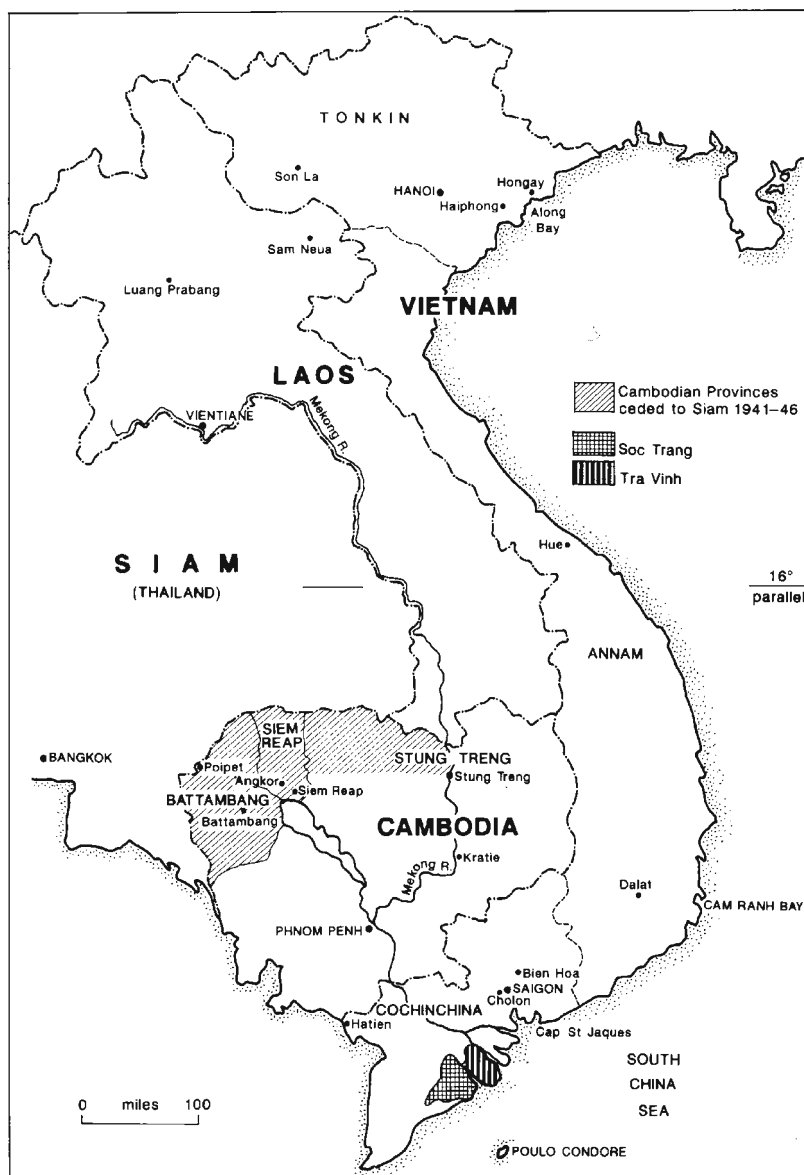 TONKIN
Son La
HANOI
Hongay
Haiphong
Along
Bay
Sam Neua
Luang Prabang
VIETNAM
LAOS
Mekong R.
VIENTIANE
Cambodian Provinces
ceded to Siam 1941–46
Soc Trang
Tra Vinh
Hue
SIAM
(THAILAND)
16°
parallel
ANNAM
SIEM
REAP
STUNG TRENG
BANGKOK
Poipet
Stung Treng
Angkor
Siem Reap
BATTAMBANG
Battambang
CAMBODIA
Kratie
Mekong R.
Dalat
CAM RANH BAY
PHNOM PENH
Bien Hoa
SAIGON
Cholon
COCHINCHINA
Hatien
Cap St Jaques
SOUTH
CHINA
SEA
0 miles 100
POULO CONDORE